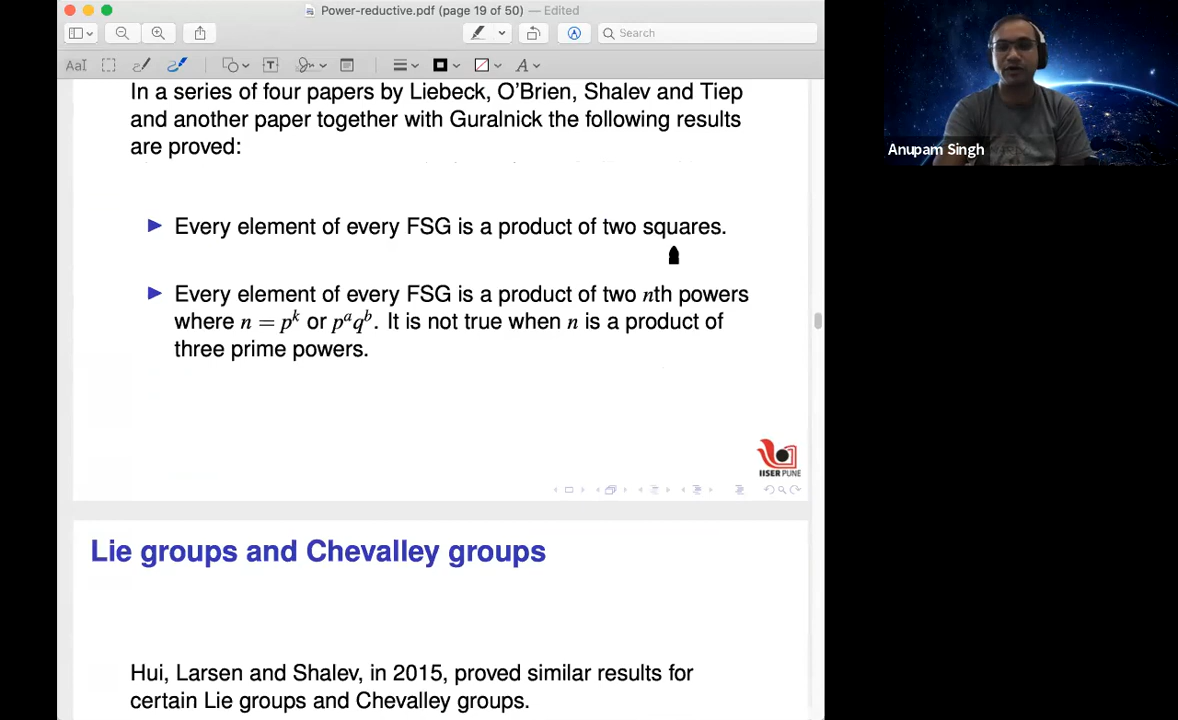 Power-reductive.pdf (page 19 of 50) — Edited
Search
AaI
A
In a series of four papers by Liebeck, O'Brien, Shalev and Tiep
and another paper together with Guralnick the following results
are proved:
Every element of every FSG is a product of two squares.
Every element of every FSG is a product of two nth powers
where n = p^k or p^a q^b. It is not true when n is a product of
three prime powers.
IISER PUNE
Lie groups and Chevalley groups
Hui, Larsen and Shalev, in 2015, proved similar results for
certain Lie groups and Chevalley groups.
Anupam Singh